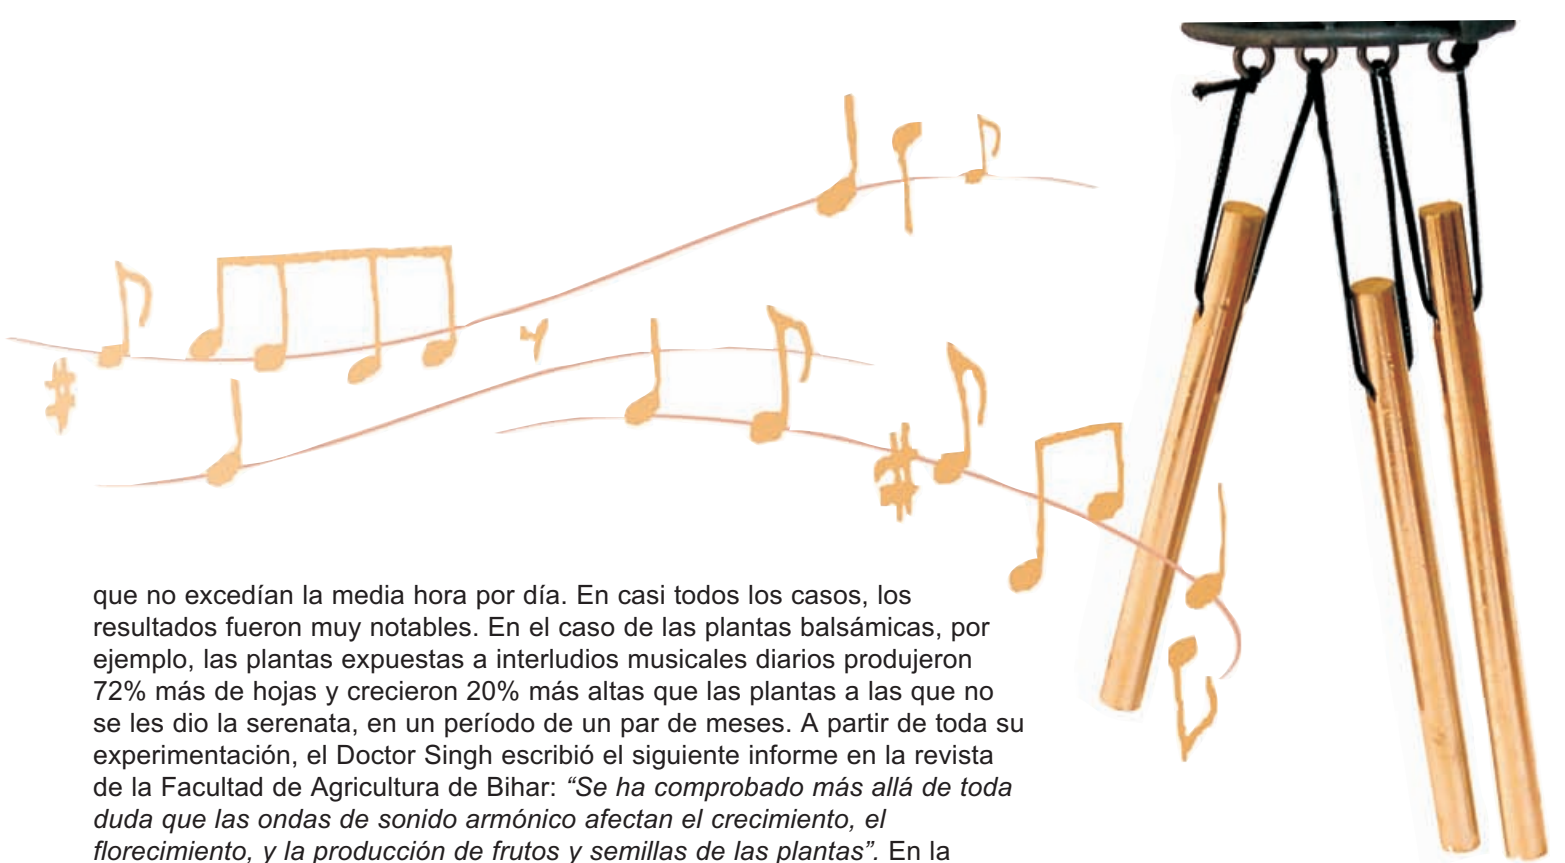 que no excedían la media hora por día. En casi todos los casos, los
resultados fueron muy notables. En el caso de las plantas balsámicas, por
ejemplo, las plantas expuestas a interludios musicales diarios produjeron
72% más de hojas y crecieron 20% más altas que las plantas a las que no
se les dio la serenata, en un período de un par de meses. A partir de toda su
experimentación, el Doctor Singh escribió el siguiente informe en la revista
de la Facultad de Agricultura de Bihar: “Se ha comprobado más allá de toda
duda que las ondas de sonido armónico afectan el crecimiento, el
florecimiento, y la producción de frutos y semillas de las plantas”. En la